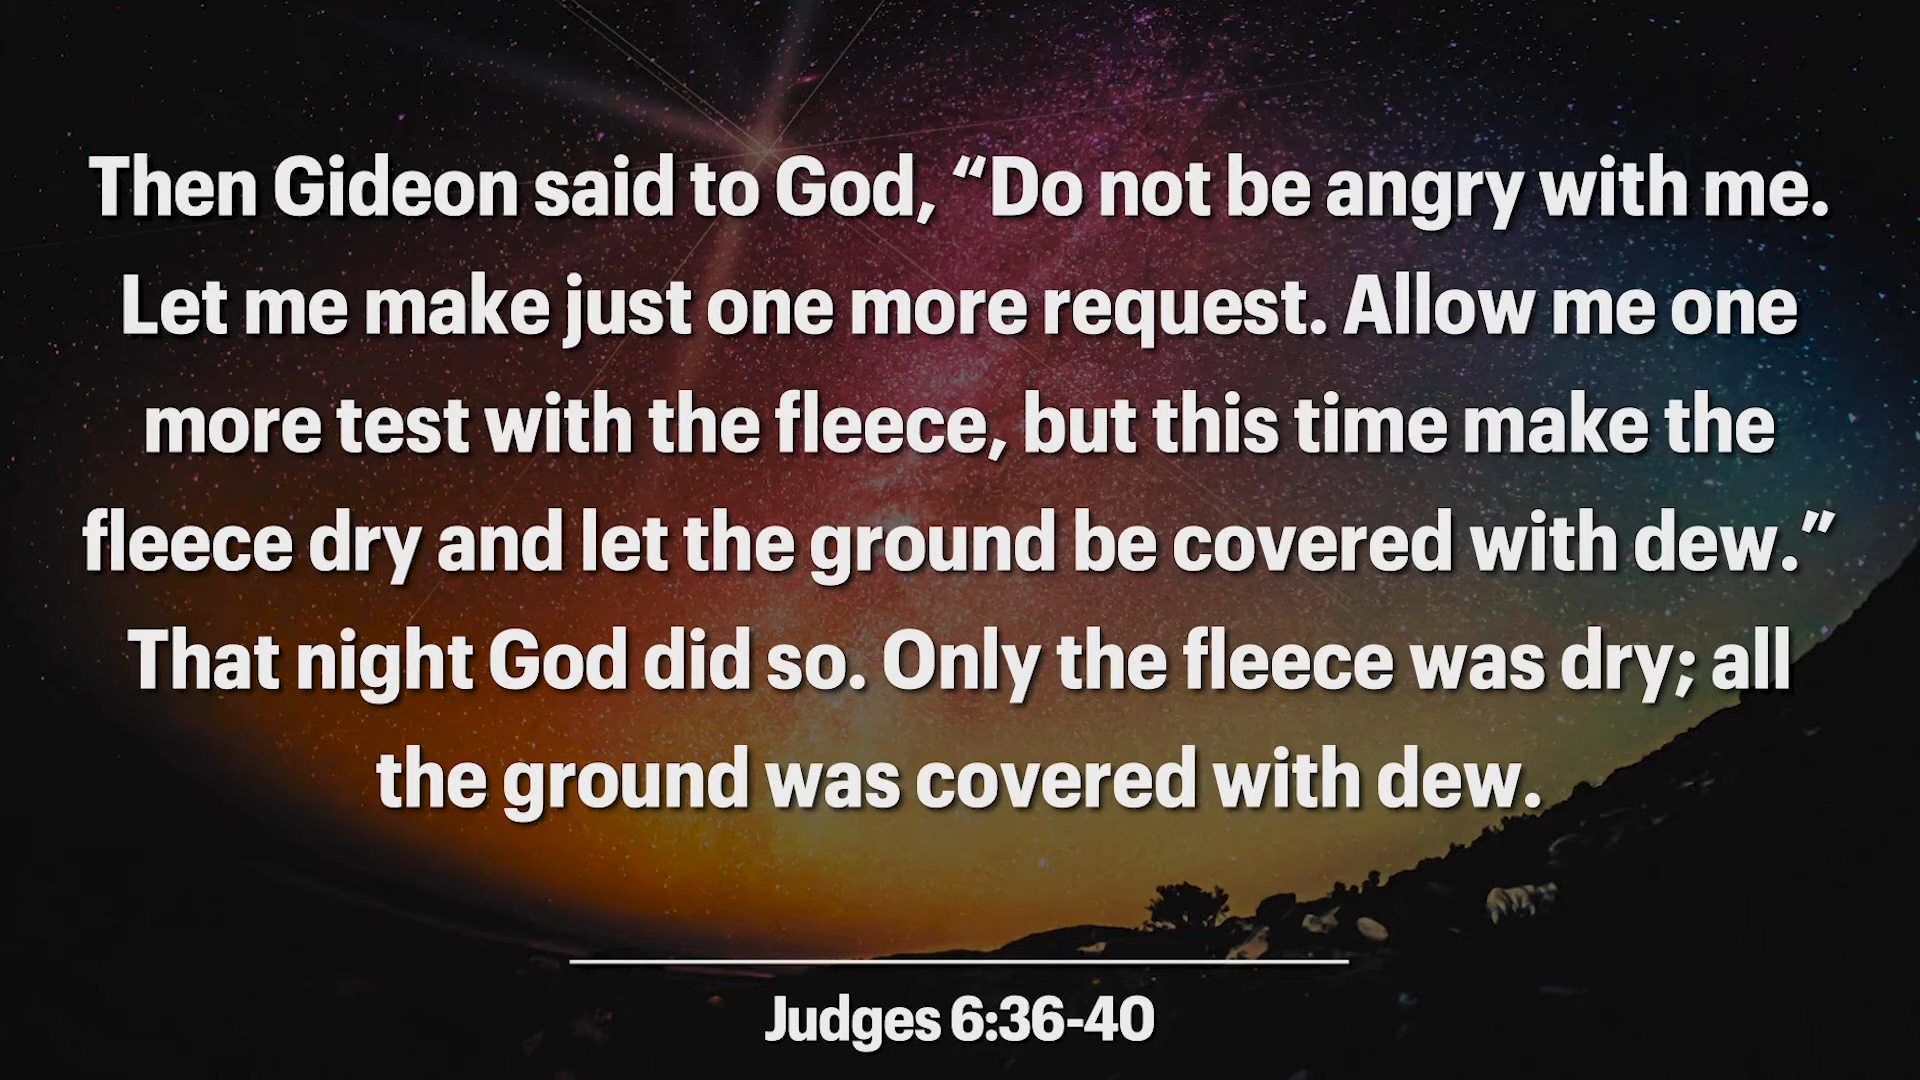 Then Gideon said to God, “Do not be angry with me.
Let me make just one more request. Allow me one
more test with the fleece, but this time make the
fleece dry and let the ground be covered with dew.”
That night God did so. Only the fleece was dry; all
the ground was covered with dew.
Judges 6:36-40